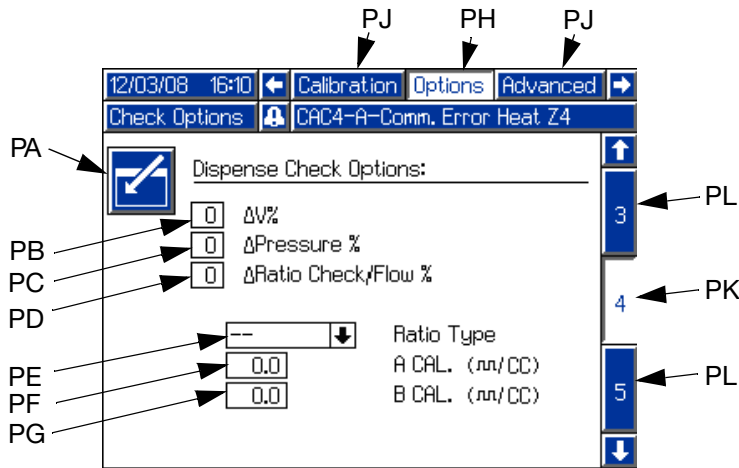 PJ PH PJ
12/03/08 16:10 Calibration Options Advanced
Check Options CAC4-A-Comm. Error Heat Z4
PA Dispense Check Options:
3 PL
PB 0 ΔV%
PC 0 ΔPressure %
PD 0 ΔRatio Check/Flow %
4 PK
PE -- Ratio Type
PF 0.0 A CAL. (/CC)
PG 0.0 B CAL. (/CC)
5 PL